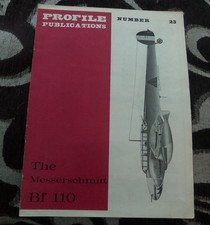 PROFILE
PUBLICATIONS
NUMBER 23
The
Messerschmitt
Bf 110